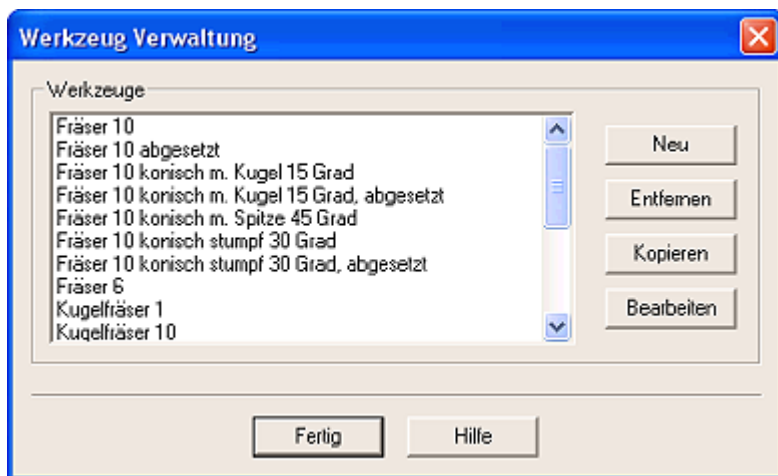 Werkzeug Verwaltung
Werkzeuge
Fräser 10
Fräser 10 abgesetzt
Fräser 10 konisch m. Kugel 15 Grad
Fräser 10 konisch m. Kugel 15 Grad, abgesetzt
Fräser 10 konisch m. Spitze 45 Grad
Fräser 10 konisch stumpf 30 Grad
Fräser 10 konisch stumpf 30 Grad, abgesetzt
Fräser 6
Kugelfräser 1
Kugelfräser 10
Neu
Entfernen
Kopieren
Bearbeiten
Fertig
Hilfe